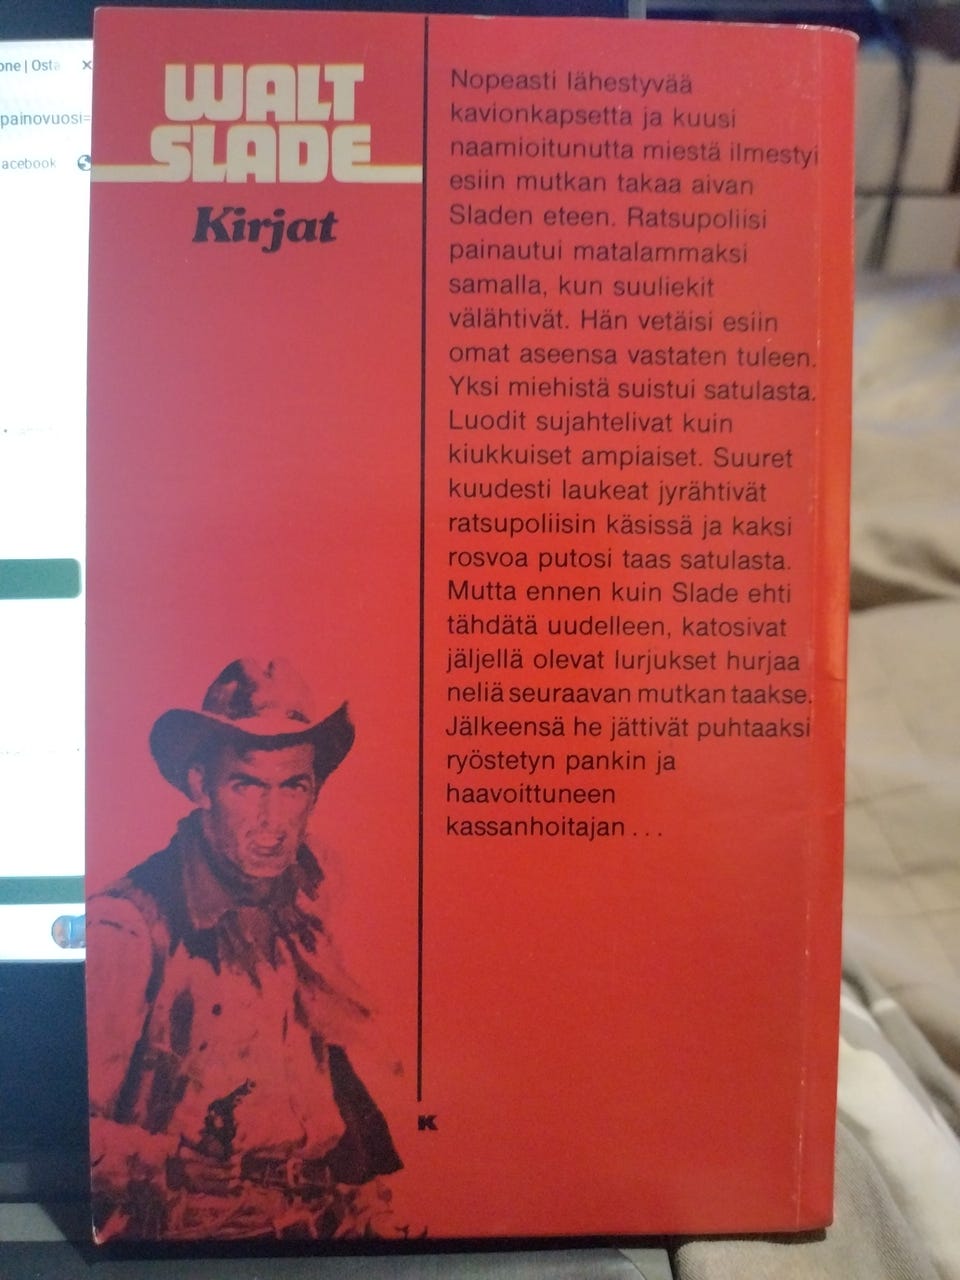 one | Osta
painovuosi=
acebook
WALT
SLADE
Kirjat
Nopeasti lähestyvää
kavionkapsetta ja kuusi
naamioitunutta miestä ilmestyi
esiin mutkan takaa aivan
Sladen eteen. Ratsupoliisi
painautui matalammaksi
samalla, kun suuliekit
välähtivät. Hän vetäisi esiin
omat aseensa vastaten tuleen.
Yksi miehistä suistui satulasta.
Luodit sujahtelivat kuin
kiukkuiset ampiaiset. Suuret
kuudesti laukeat jyrähtivät
ratsupoliisin käsissä ja kaksi
rosvoa putosi taas satulasta.
Mutta ennen kuin Slade ehti
tähdätä uudelleen, katosivat
jäljellä olevat lurjukset hurjaa
neliä seuraavan mutkan taakse.
Jälkeensä he jättivät puhtaaksi
ryöstetyn pankin ja
haavoittuneen
kassanhoitajan . . .
K